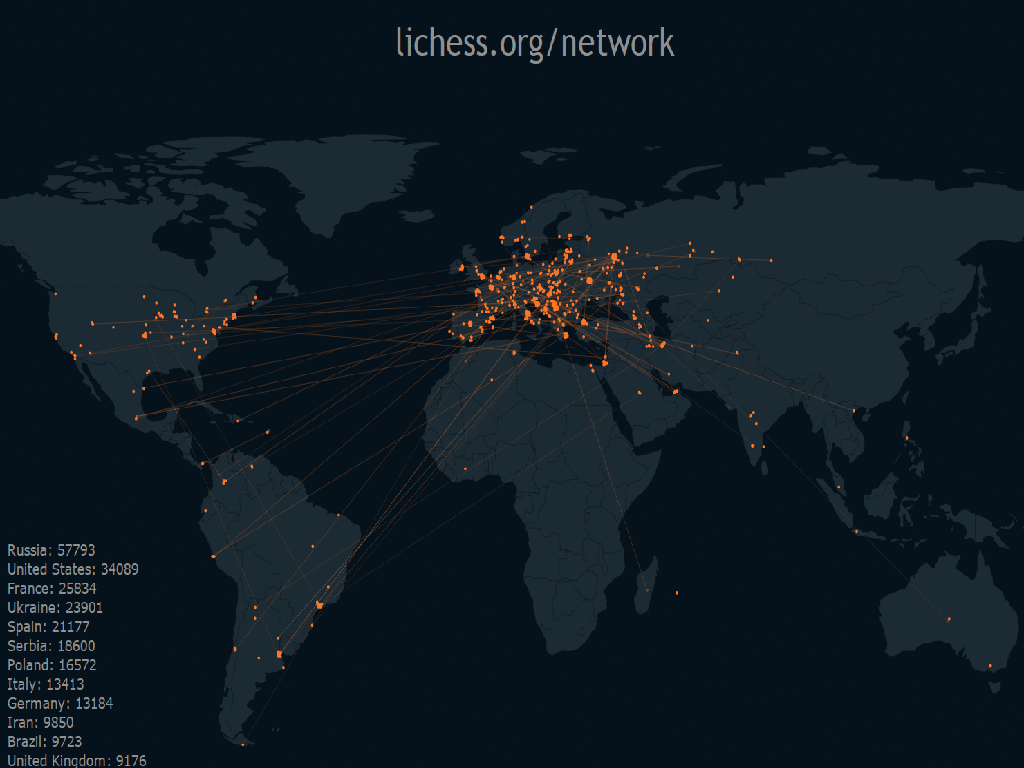 lichess.org/network
Russia: 57793
United States: 34089
France: 25834
Ukraine: 23901
Spain: 21177
Serbia: 18600
Poland: 16572
Italy: 13413
Germany: 13184
Iran: 9850
Brazil: 9723
United Kingdom: 9176